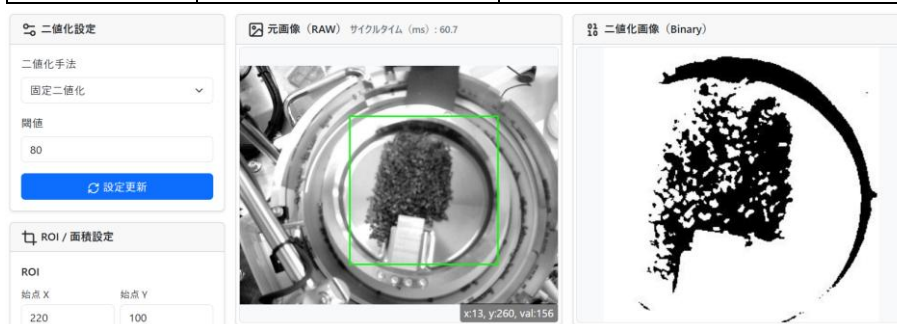 二値化設定
二値化手法
固定二値化
閾値
80
設定更新
ROI / 面積設定
ROI
始点 X 始点 Y
220 100
元画像（RAW） サイクルタイム（ms）: 60.7
x:13, y:260, val:156
01
10
二値化画像（Binary）